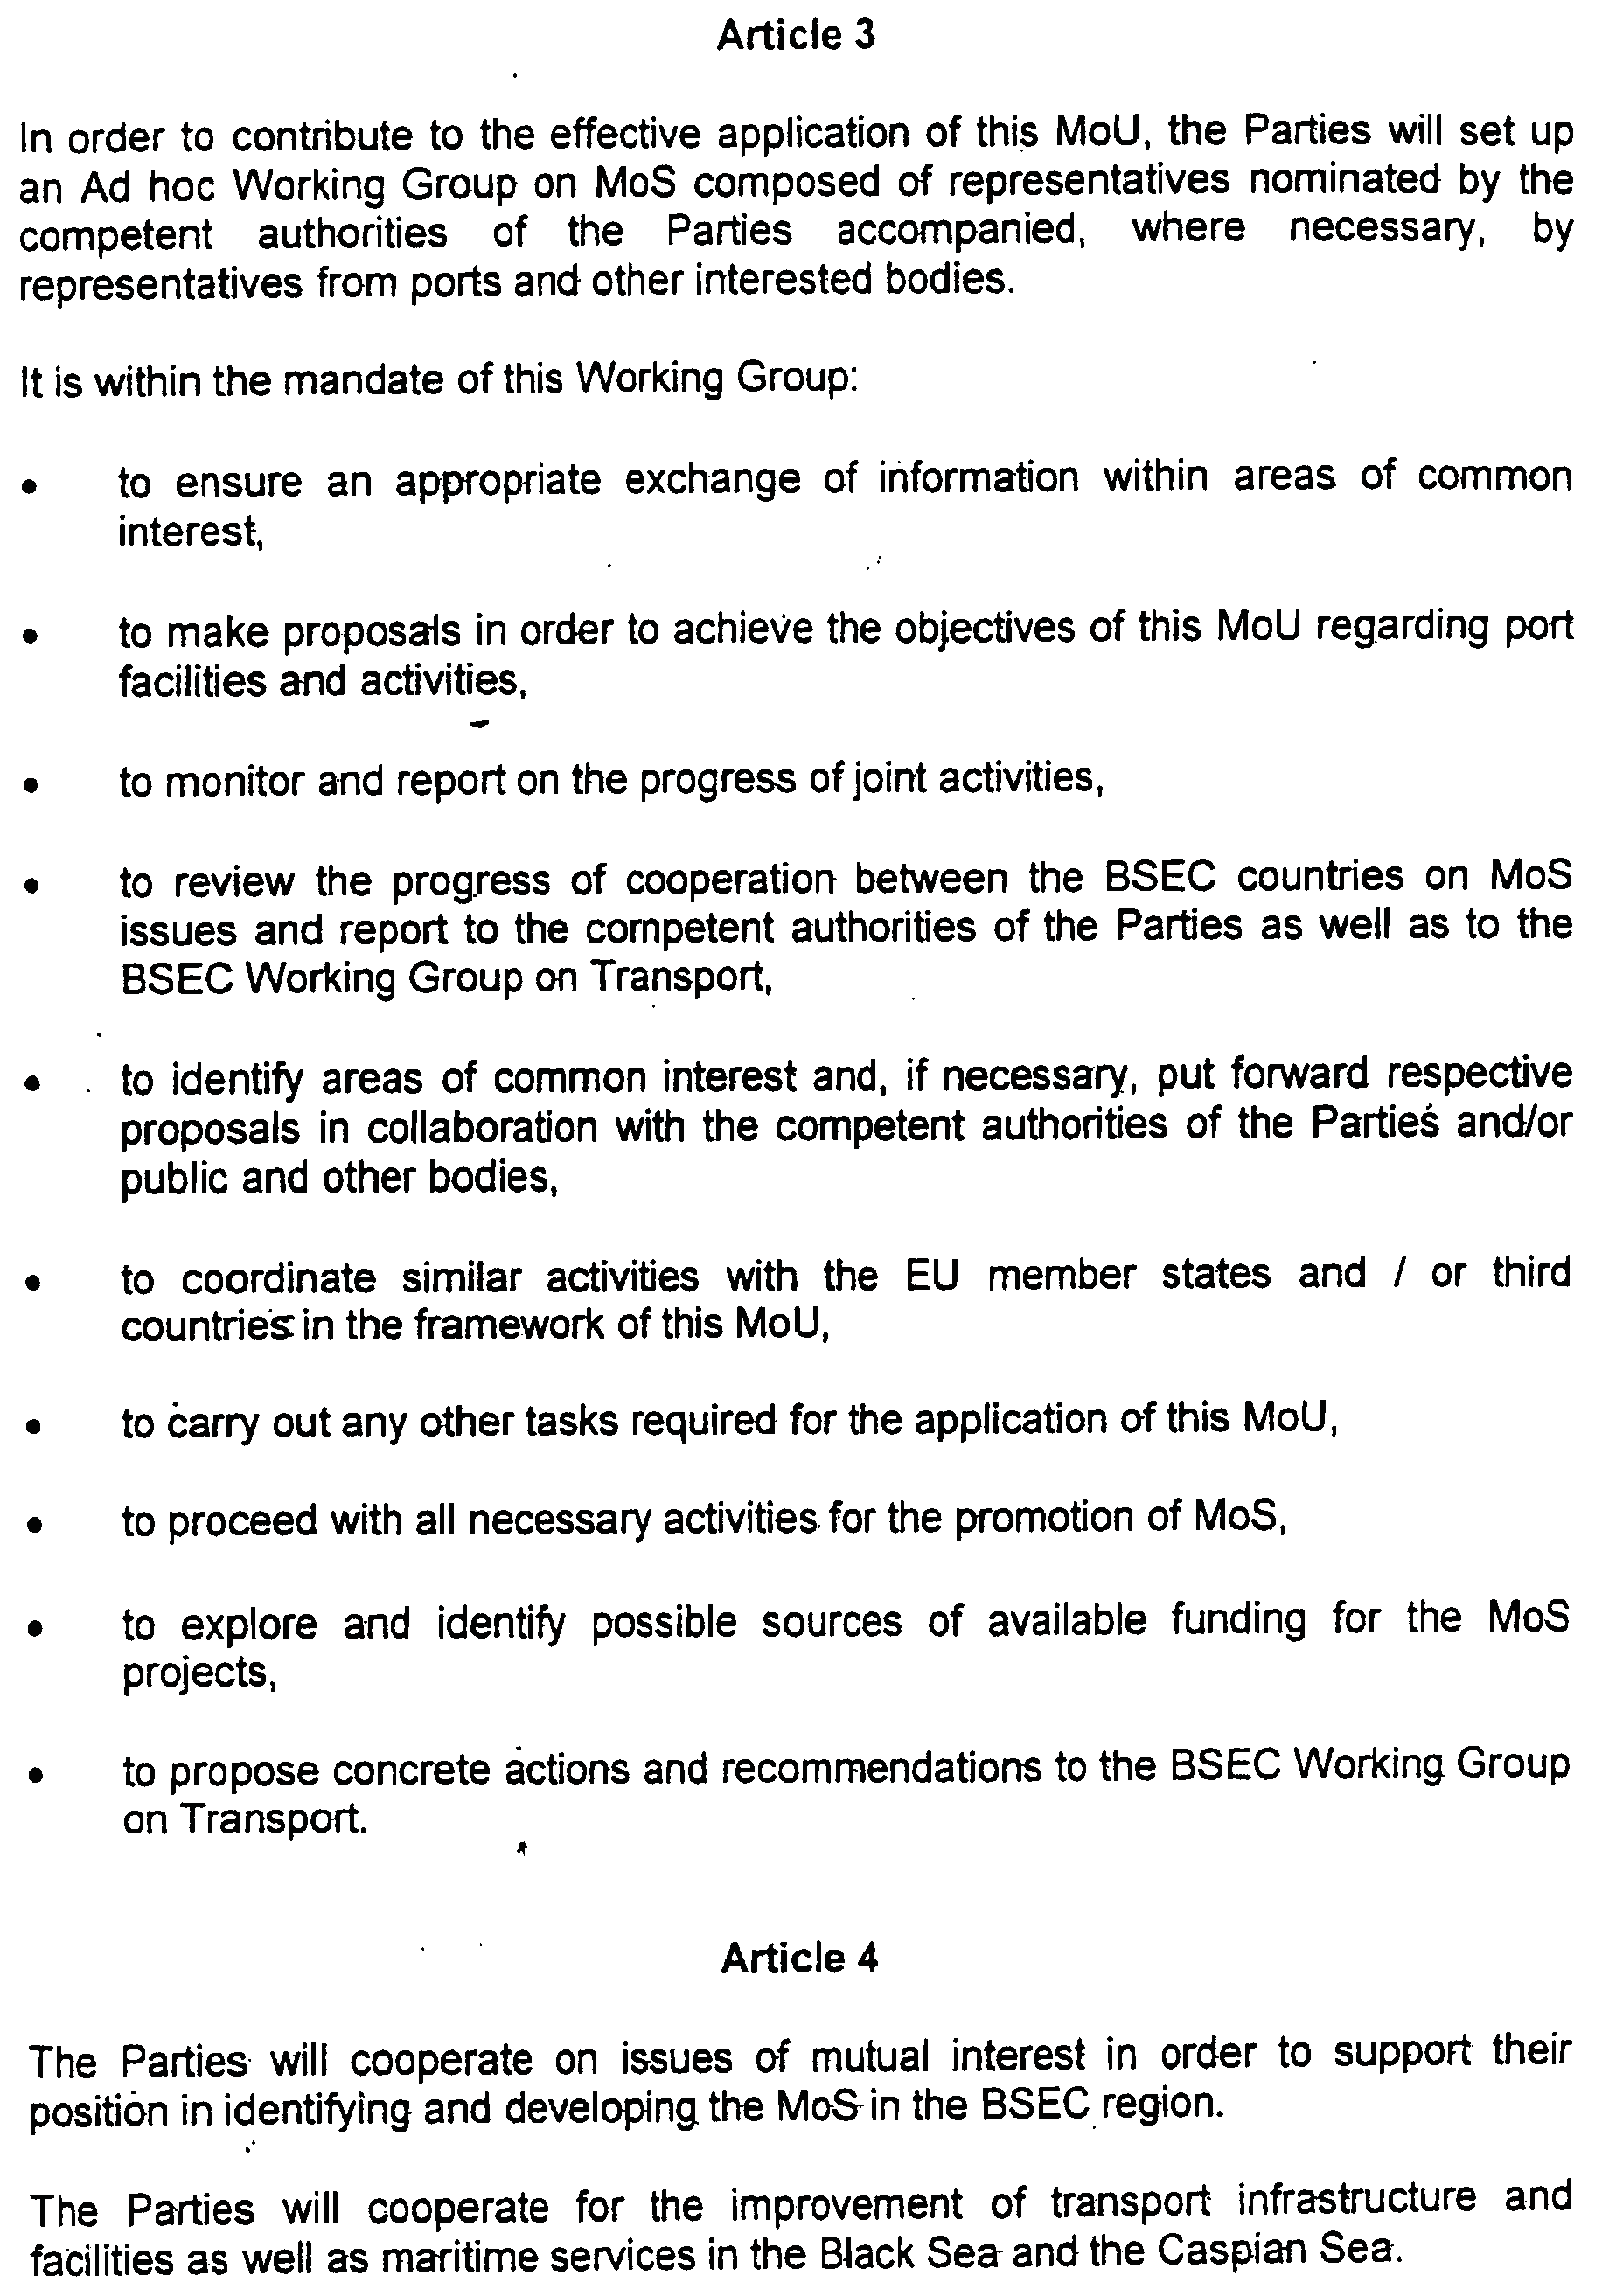 Article 3
In order to contribute to the effective application of this MoU, the Parties will set up
an Ad hoc Working Group on MoS composed of representatives nominated by the
competent authorities of the Parties accompanied, where necessary, by
representatives from ports and other interested bodies.
It is within the mandate of this Working Group:
• to ensure an appropriate exchange of information within areas of common
interest,
• to make proposals in order to achieve the objectives of this MoU regarding port
facilities and activities,
• to monitor and report on the progress of joint activities,
• to review the progress of cooperation between the BSEC countries on MoS
issues and report to the competent authorities of the Parties as well as to the
BSEC Working Group on Transport,
• to identify areas of common interest and, if necessary, put forward respective
proposals in collaboration with the competent authorities of the Parties and/or
public and other bodies,
• to coordinate similar activities with the EU member states and / or third
countries in the framework of this MoU,
• to carry out any other tasks required for the application of this MoU,
• to proceed with all necessary activities for the promotion of MoS,
• to explore and identify possible sources of available funding for the MoS
projects,
• to propose concrete actions and recommendations to the BSEC Working Group
on Transport.
Article 4
The Parties will cooperate on issues of mutual interest in order to support their
position in identifying and developing the MoS in the BSEC region.
The Parties will cooperate for the improvement of transport infrastructure and
facilities as well as maritime services in the Black Sea and the Caspian Sea.